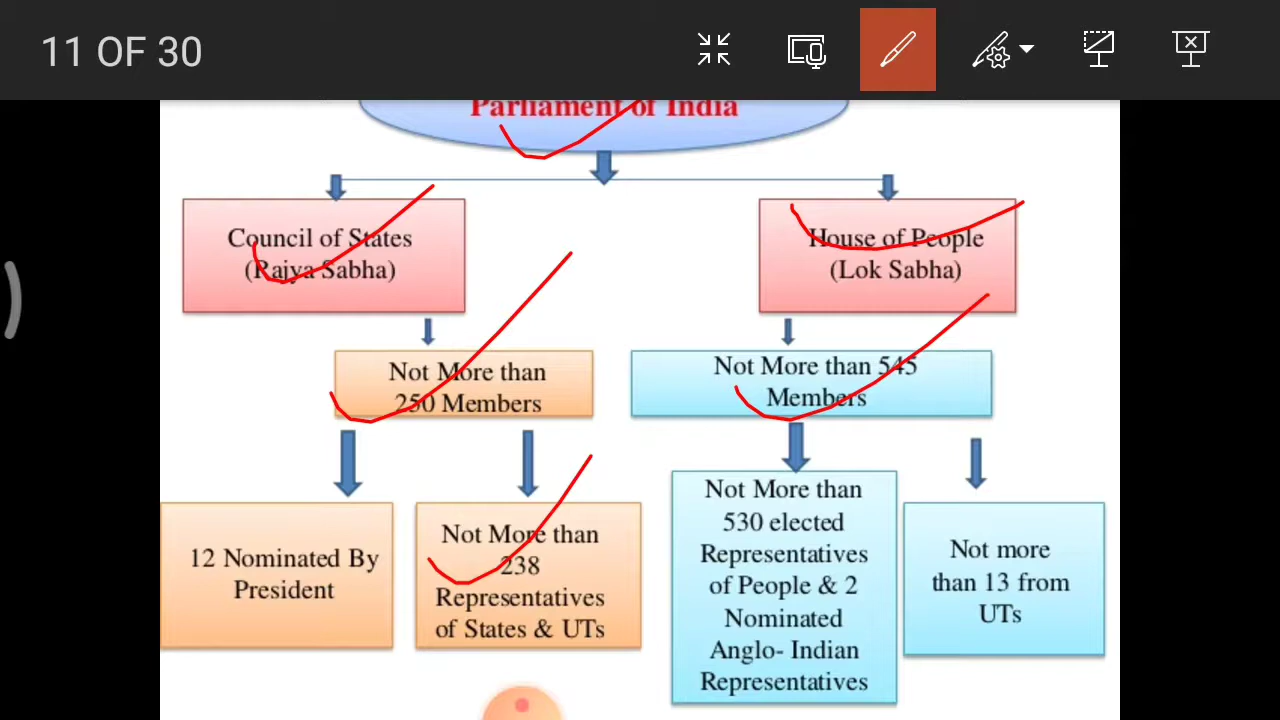 11 OF 30
Parliament of India
Council of States
(Rajya Sabha)
House of People
(Lok Sabha)
Not More than
250 Members
Not More than 545
Members
12 Nominated By
President
Not More than
238
Representatives
of States & UTs
Not More than
530 elected
Representatives
of People & 2
Nominated
Anglo- Indian
Representatives
Not more
than 13 from
UTs